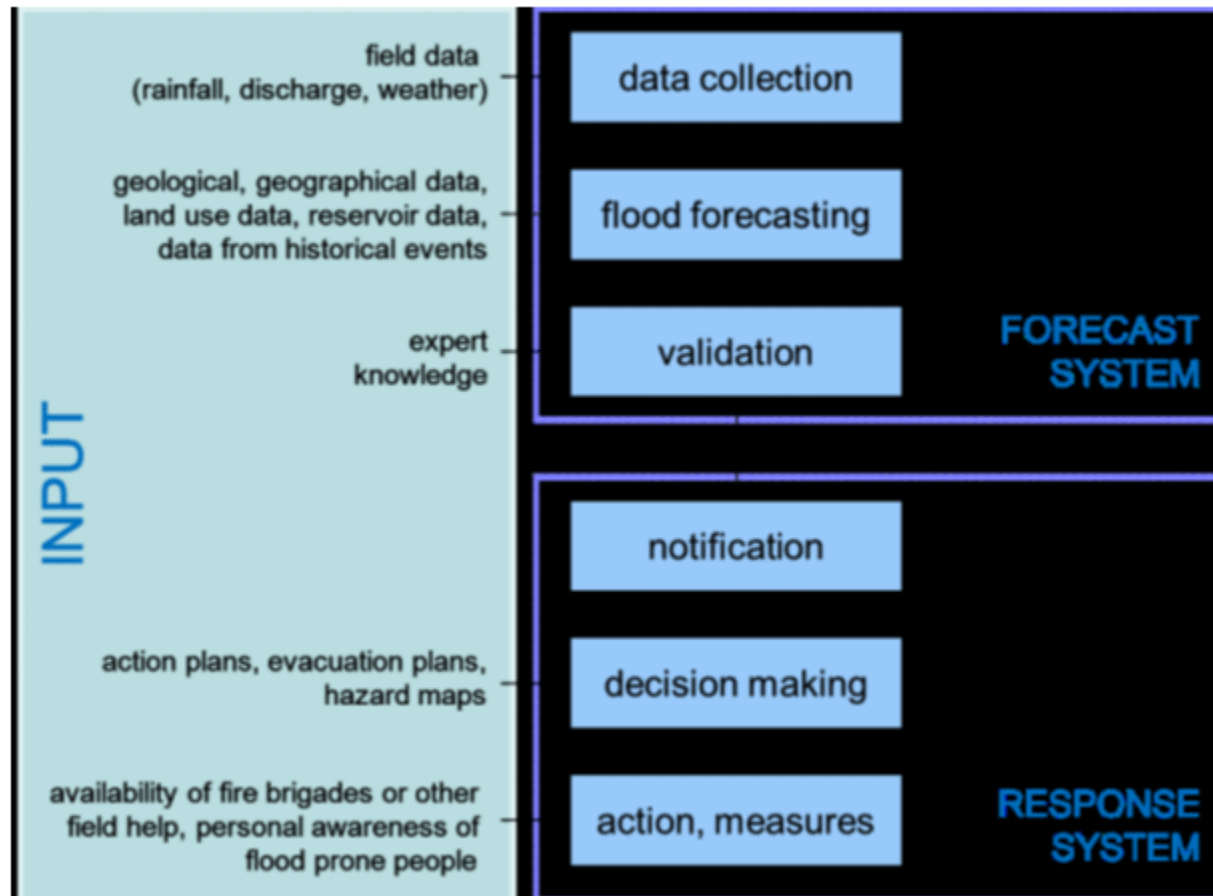 field data
(rainfall, discharge, weather)
data collection
geological, geographical data,
land use data, reservoir data,
data from historical events
flood forecasting
expert
knowledge
validation
FORECAST
SYSTEM
INPUT
notification
action plans, evacuation plans,
hazard maps
decision making
availability of fire brigades or other
field help, personal awareness of
flood prone people
action, measures
RESPONSE
SYSTEM